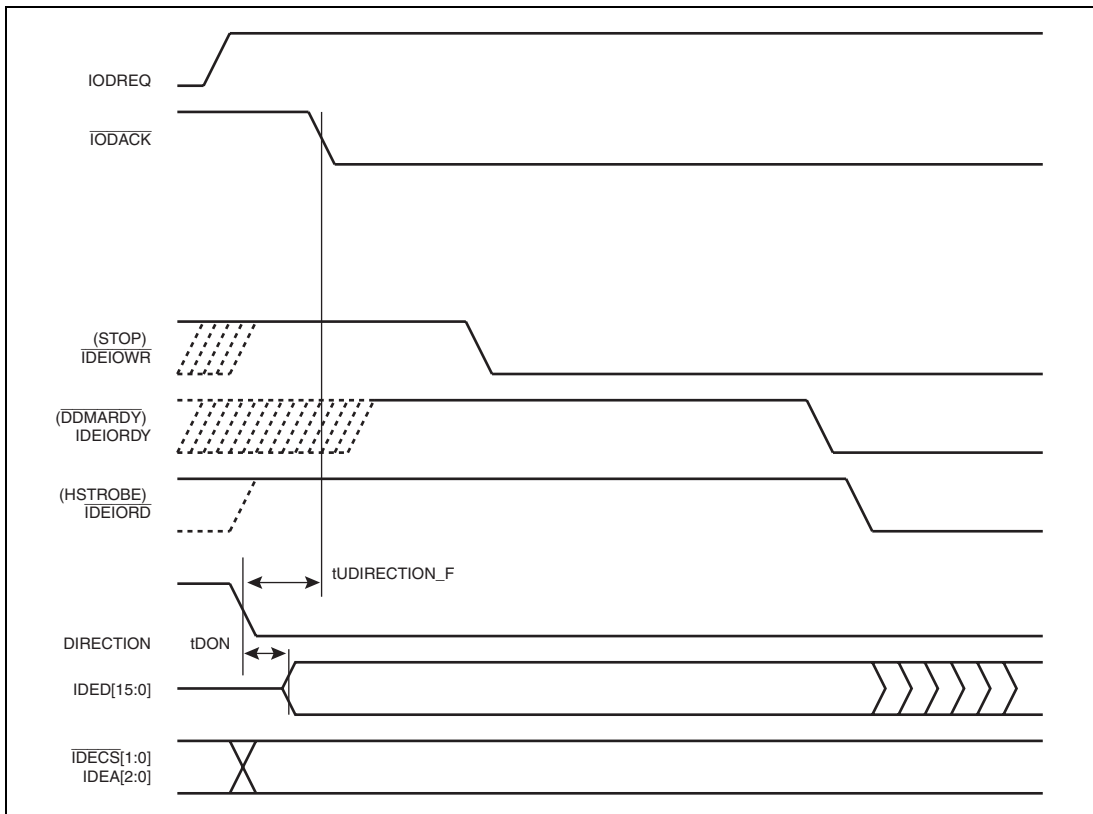 IODREQ
IODACK
(STOP)
IDEIOWR
(DDMARDY)
IDEIORDY
(HSTROBE)
IDEIORD
tUDIRECTION_F
DIRECTION tDON
IDED[15:0]
IDECS[1:0]
IDEA[2:0]